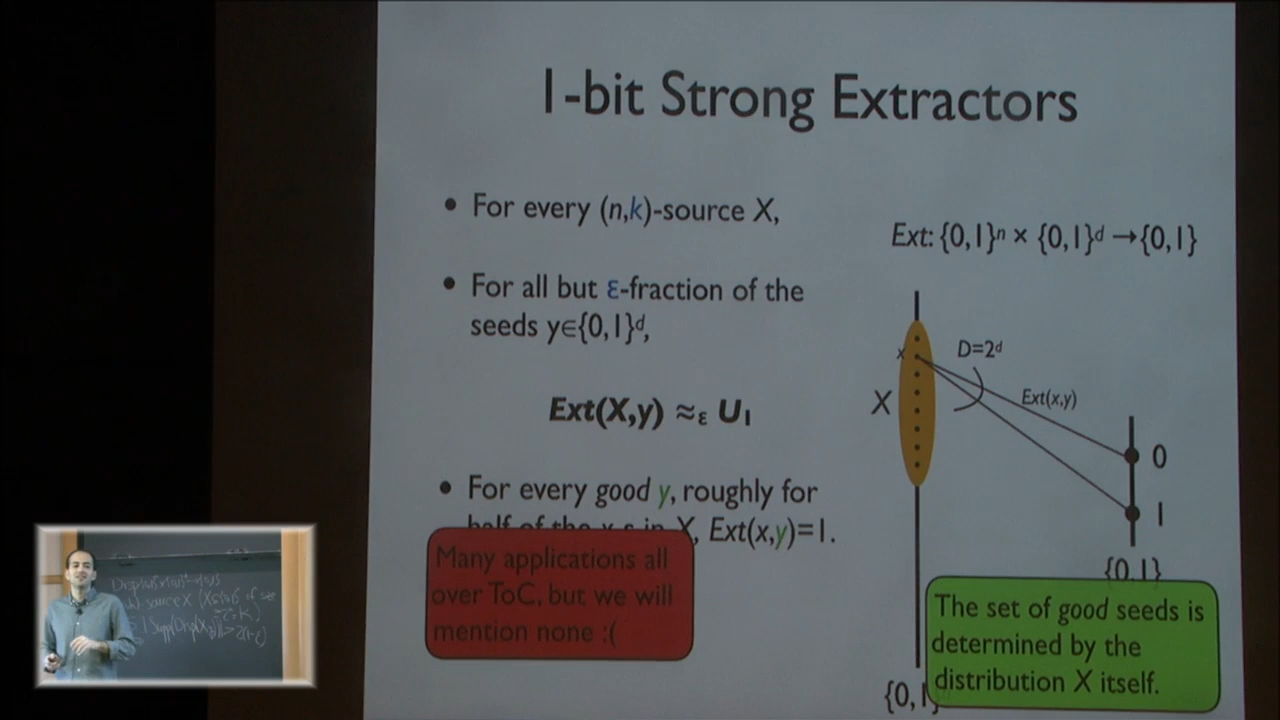 1-bit Strong Extractors
• For every (n,k)-source X,
• For all but ε-fraction of the
seeds y∈{0,1}ᵈ,
Ext(X,y) ≈ε U₁
• For every good y, roughly for
half of the x-s in X, Ext(x,y)=1.
Many applications all
over ToC, but we will
mention none :(
Ext: {0,1}ⁿ × {0,1}ᵈ →{0,1}
x
D=2ᵈ
X
Ext(x,y)
0
1
{0,1}
The set of good seeds is
determined by the
distribution X itself.
{0,1}
source X